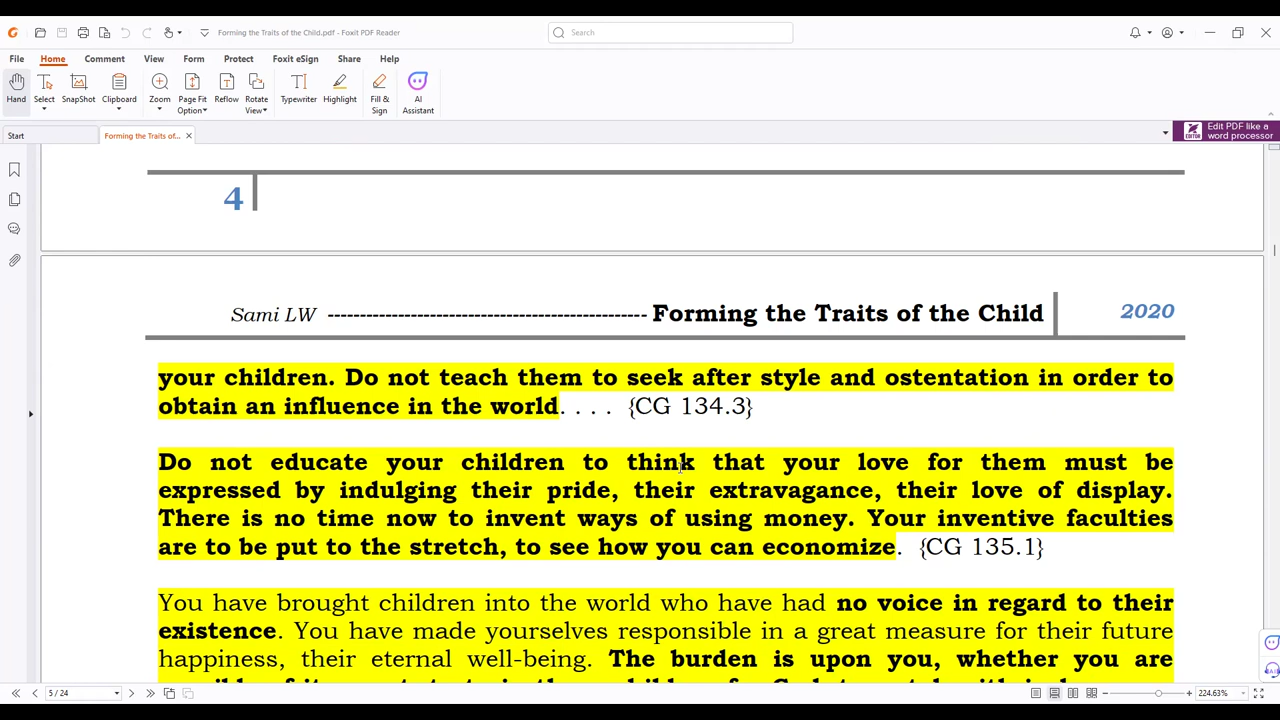 Forming the Traits of the Child.pdf - Foxit PDF Reader
Search
File Home Comment View Form Protect Foxit eSign Share Help
Hand Select SnapShot Clipboard Zoom Page Fit Option Reflow Rotate View Typewriter Highlight Fill & Sign AI Assistant
Start Forming the Traits of...
Edit PDF like a
word processor
4
Sami LW ------------------------------------------------ Forming the Traits of the Child 2020
your children. Do not teach them to seek after style and ostentation in order to
obtain an influence in the world. . . . {CG 134.3}
Do not educate your children to think that your love for them must be
expressed by indulging their pride, their extravagance, their love of display.
There is no time now to invent ways of using money. Your inventive faculties
are to be put to the stretch, to see how you can economize. {CG 135.1}
You have brought children into the world who have had no voice in regard to their
existence. You have made yourselves responsible in a great measure for their future
happiness, their eternal well-being. The burden is upon you, whether you are
5 / 24
224.63%